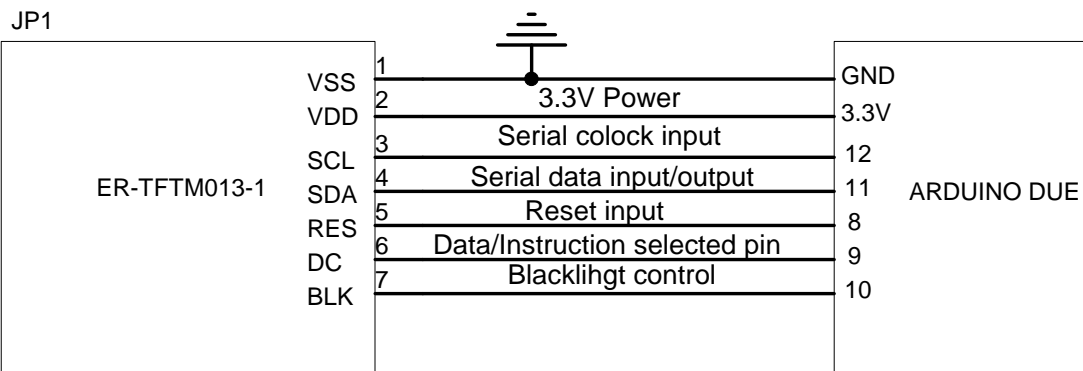 JP1
1
VSS
GND
2
3.3V Power
VDD
3.3V
3
Serial colock input
SCL
12
4
Serial data input/output
ER-TFTM013-1
SDA
11
ARDUINO DUE
5
Reset input
RES
8
6
Data/Instruction selected pin
DC
9
7
Blacklihgt control
BLK
10